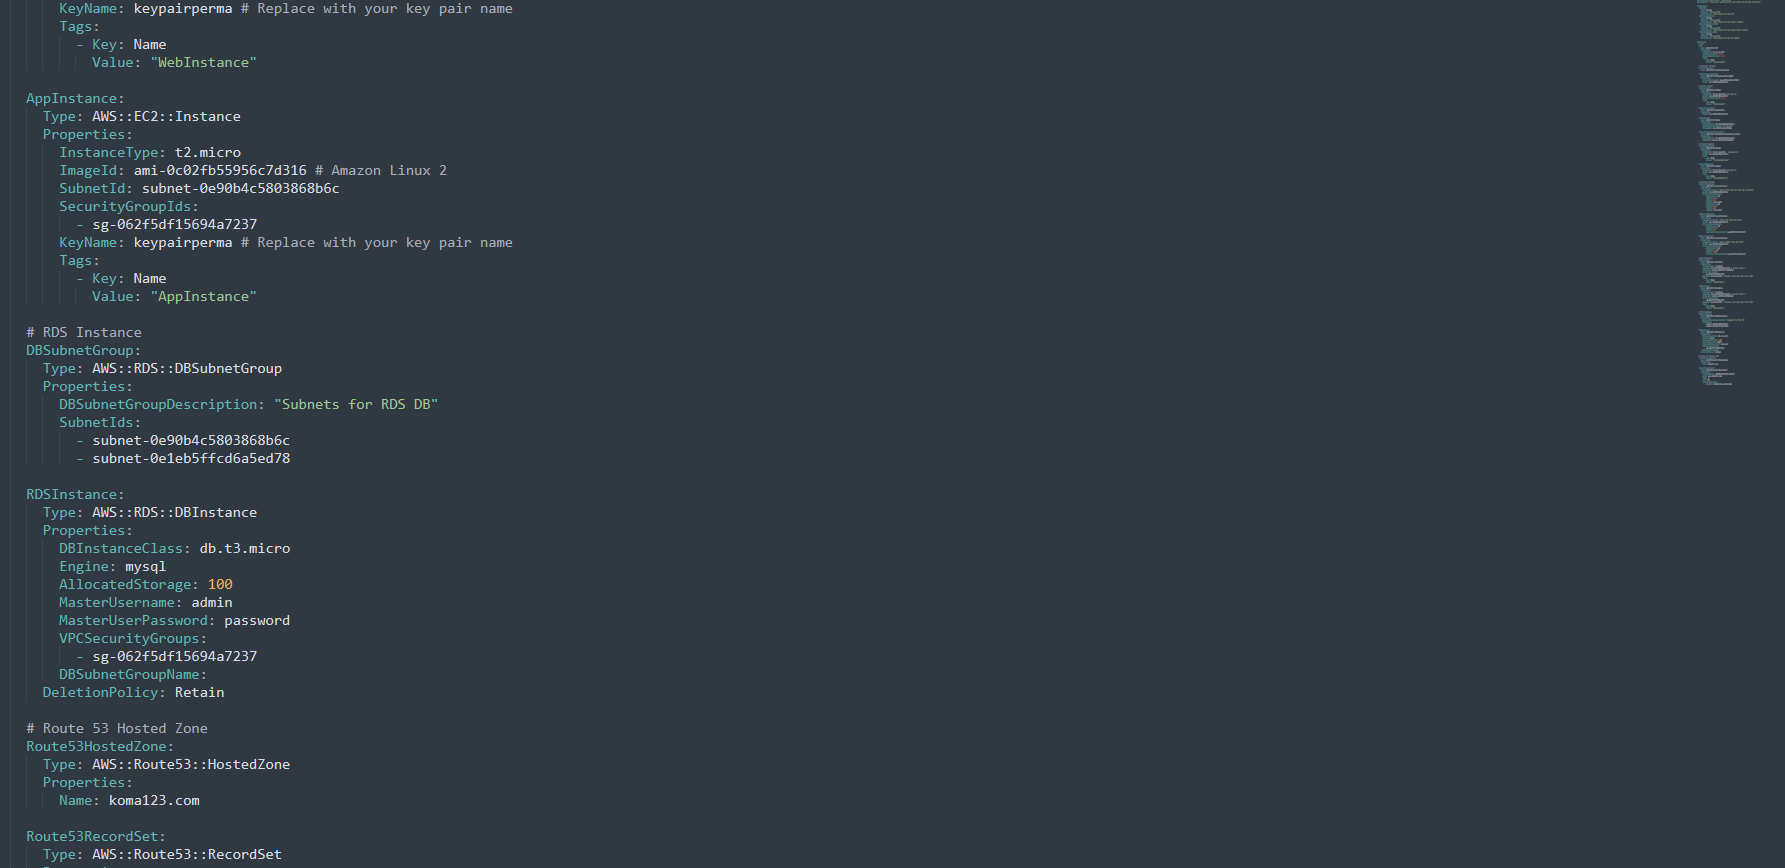 KeyName: keypairperma # Replace with your key pair name
Tags:
- Key: Name
Value: "WebInstance"
AppInstance:
Type: AWS::EC2::Instance
Properties:
InstanceType: t2.micro
ImageId: ami-0c02fb55956c7d316 # Amazon Linux 2
SubnetId: subnet-0e90b4c5803868b6c
SecurityGroupIds:
- sg-062f5df15694a7237
KeyName: keypairperma # Replace with your key pair name
Tags:
- Key: Name
Value: "AppInstance"
# RDS Instance
DBSubnetGroup:
Type: AWS::RDS::DBSubnetGroup
Properties:
DBSubnetGroupDescription: "Subnets for RDS DB"
SubnetIds:
- subnet-0e90b4c5803868b6c
- subnet-0e1eb5ffcd6a5ed78
RDSInstance:
Type: AWS::RDS::DBInstance
Properties:
DBInstanceClass: db.t3.micro
Engine: mysql
AllocatedStorage: 100
MasterUsername: admin
MasterUserPassword: password
VPCSecurityGroups:
- sg-062f5df15694a7237
DBSubnetGroupName:
DeletionPolicy: Retain
# Route 53 Hosted Zone
Route53HostedZone:
Type: AWS::Route53::HostedZone
Properties:
Name: koma123.com
Route53RecordSet:
Type: AWS::Route53::RecordSet